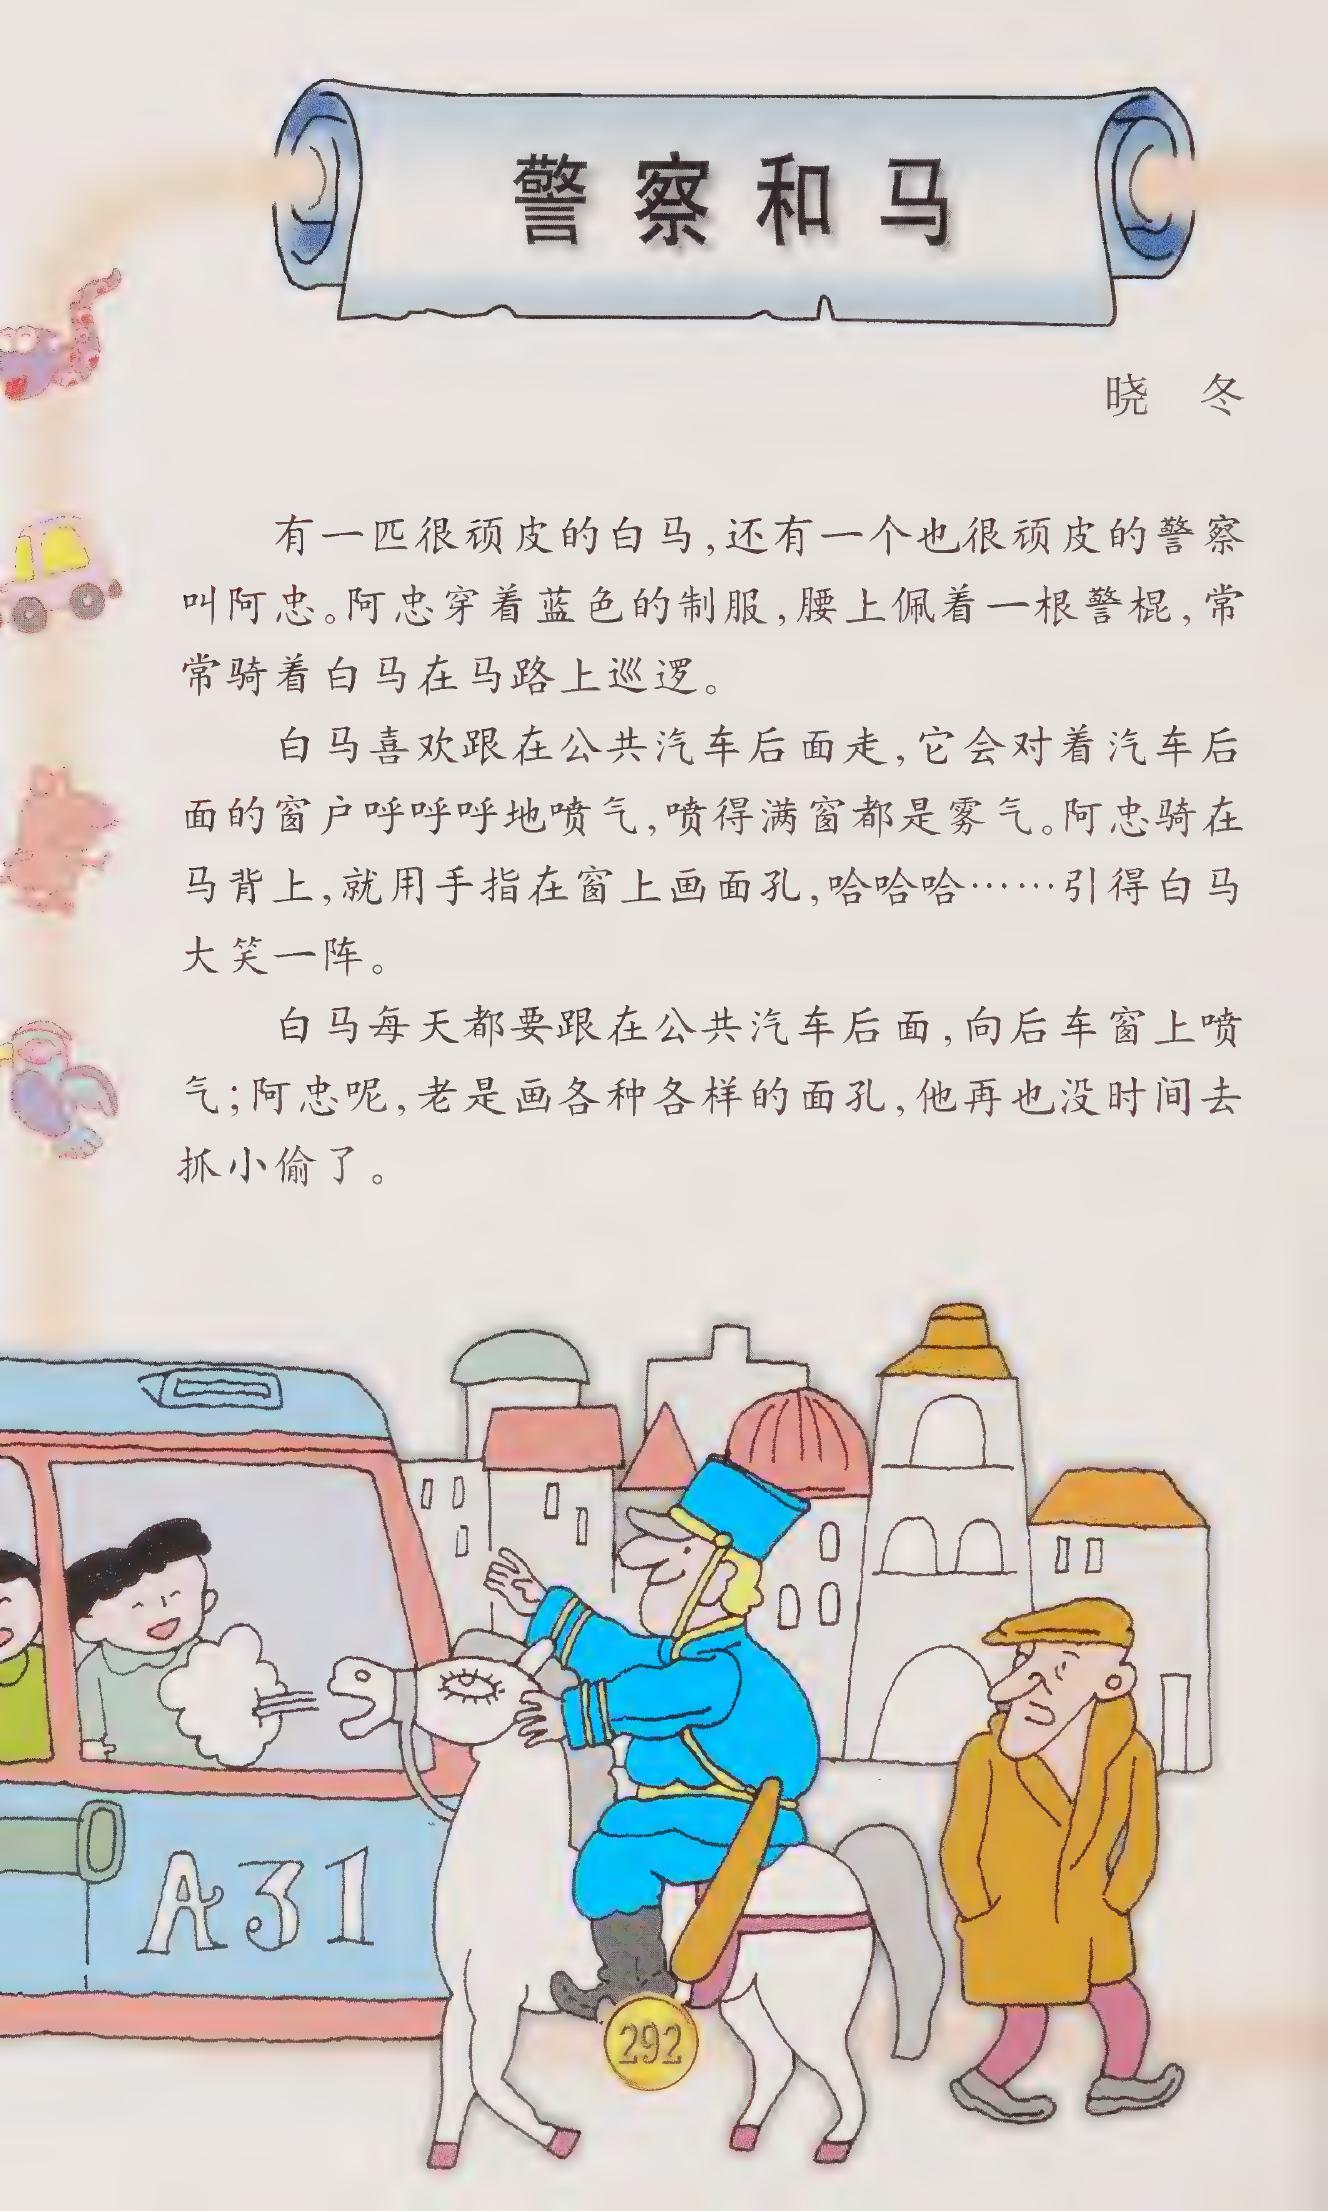 警察和马
晓 冬
有一匹很顽皮的白马,还有一个也很顽皮的警察
叫阿忠。阿忠穿着蓝色的制服,腰上佩着一根警棍,常
常骑着白马在马路上巡逻。
白马喜欢跟在公共汽车后面走,它会对着汽车后
面的窗户呼呼呼地喷气,喷得满窗都是雾气。阿忠骑在
马背上,就用手指在窗上画面孔,哈哈哈……引得白马
大笑一阵。
白马每天都要跟在公共汽车后面,向后车窗上喷
气;阿忠呢,老是画各种各样的面孔,他再也没时间去
抓小偷了。
A31
292